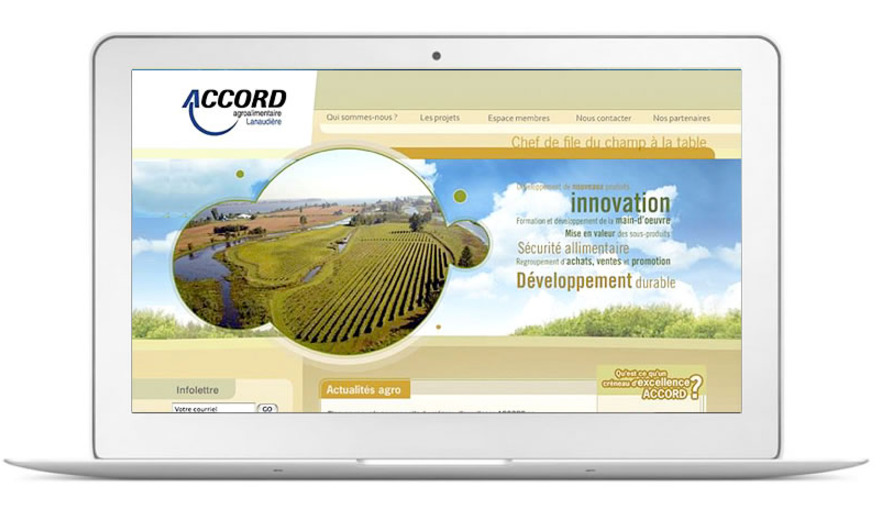 ACCORD
agroalimentaire
Lanaudière
Qui sommes-nous ? Les projets Espace membres Nous contacter Nos partenaires
Chef de file du champ à la table
Développement de nouveaux produits
innovation
Formation et développement de la main-d'oeuvre
Mise en valeur des sous-produits
Sécurité allimentaire
Regroupement d'achats, ventes et promotion
Développement durable
Qu'est ce qu'un
créneau d'excellence
ACCORD ?
Infolettre
Actualités agro
Votre courriel GO